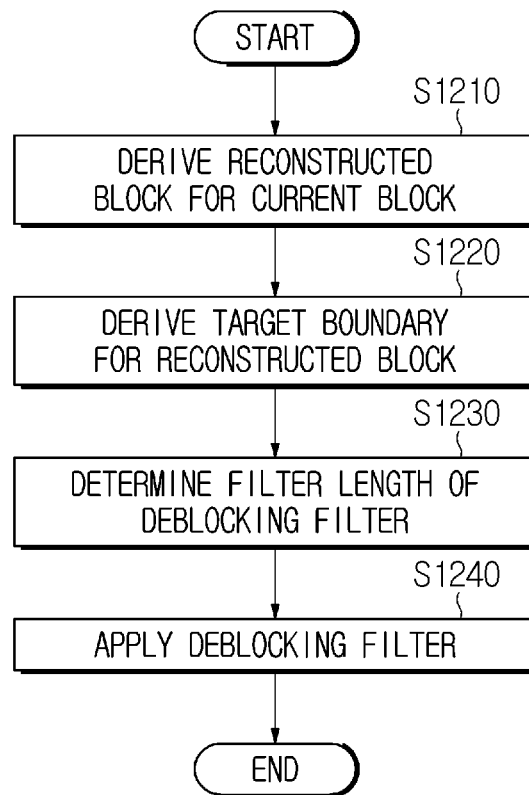 START
S1210
DERIVE RECONSTRUCTED
BLOCK FOR CURRENT BLOCK
S1220
DERIVE TARGET BOUNDARY
FOR RECONSTRUCTED BLOCK
S1230
DETERMINE FILTER LENGTH OF
DEBLOCKING FILTER
S1240
APPLY DEBLOCKING FILTER
END